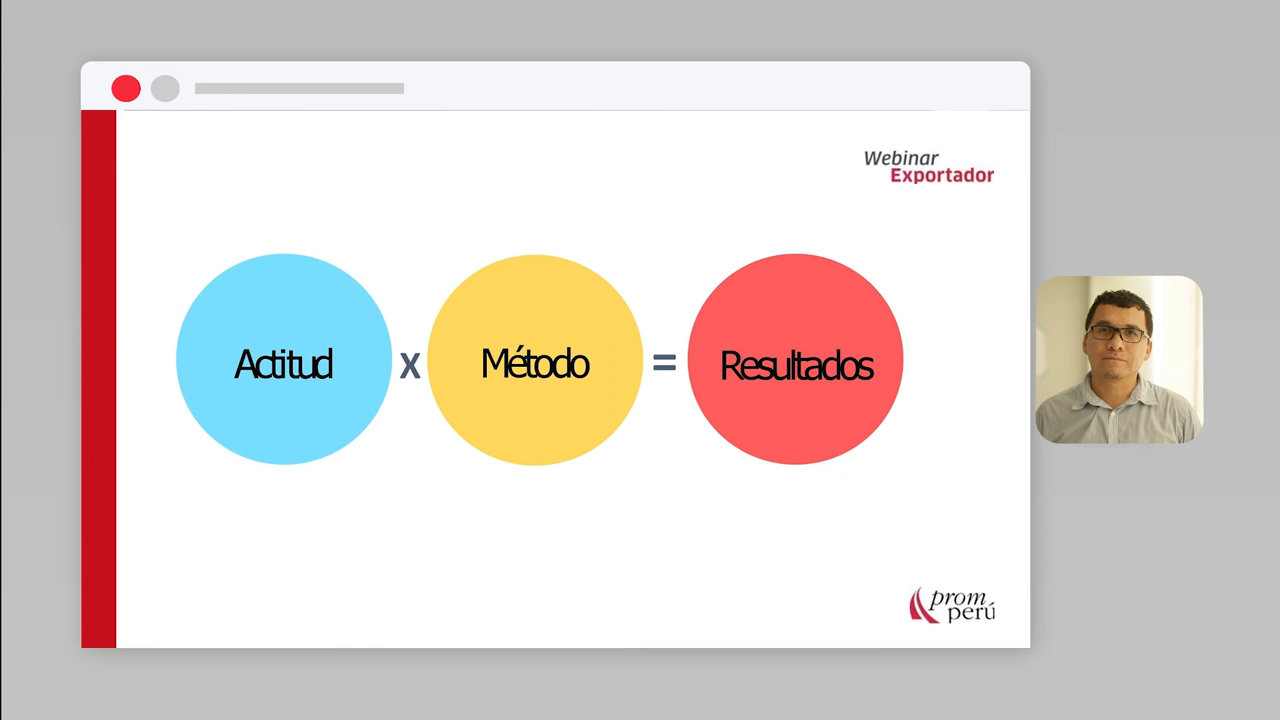 Webinar
Exportador
Actitud x Método = Resultados
prom
perú